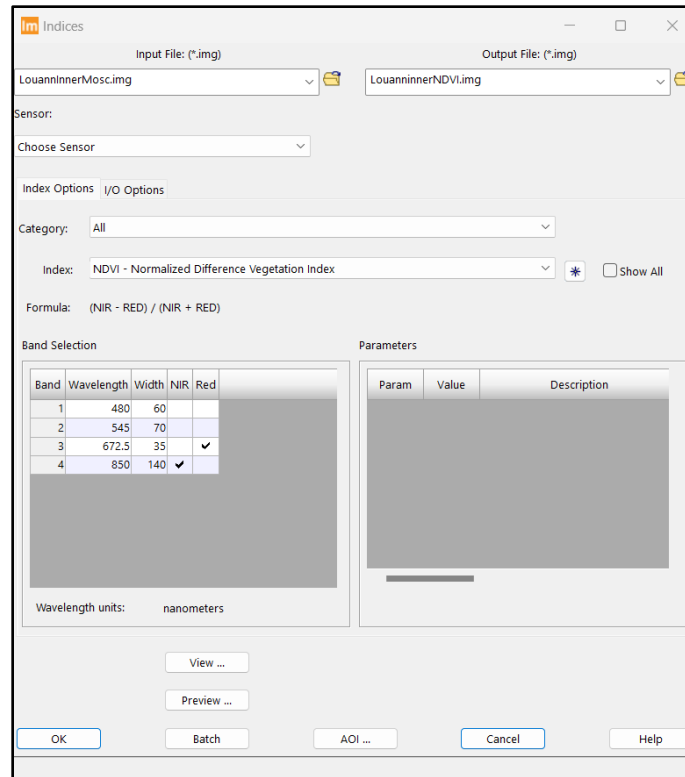 Im Indices
Input File: (*.img) Output File: (*.img)
LouannInnerMosc.img LouanninnerNDVI.img
Sensor:
Choose Sensor
Index Options I/O Options
Category: All
Index: NDVI - Normalized Difference Vegetation Index Show All
Formula: (NIR - RED) / (NIR + RED)
Band Selection Parameters
Band Wavelength Width NIR Red Param Value Description
1 480 60
2 545 70
3 672.5 35
4 850 140
Wavelength units: nanometers
View ...
Preview ...
OK Batch AOI ... Cancel Help